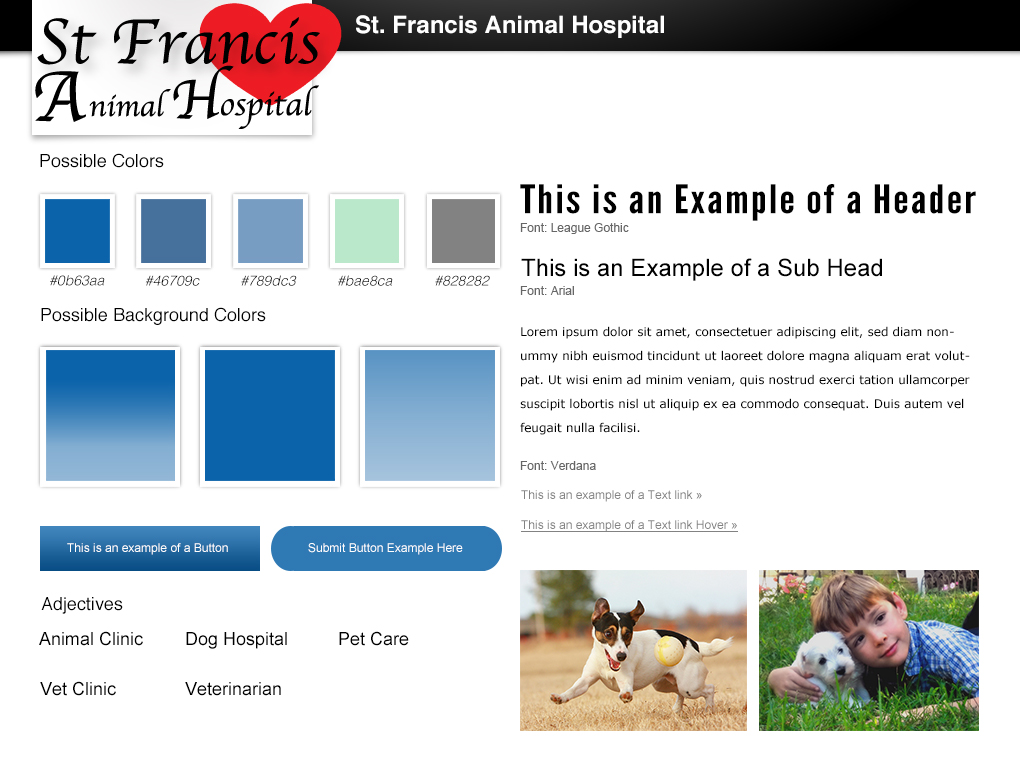 St Francis
Animal Hospital
St. Francis Animal Hospital
Possible Colors
#0b63aa
#46709c
#789dc3
#bae8ca
#828282
Possible Background Colors
This is an example of a Button
Submit Button Example Here
Adjectives
Animal Clinic
Dog Hospital
Pet Care
Vet Clinic
Veterinarian
This is an Example of a Header
Font: League Gothic
This is an Example of a Sub Head
Font: Arial
Lorem ipsum dolor sit amet, consectetuer adipiscing elit, sed diam non-
ummy nibh euismod tincidunt ut laoreet dolore magna aliquam erat volut-
pat. Ut wisi enim ad minim veniam, quis nostrud exerci tation ullamcorper
suscipit lobortis nisl ut aliquip ex ea commodo consequat. Duis autem vel
feugait nulla facilisi.
Font: Verdana
This is an example of a Text link »
This is an example of a Text link Hover »